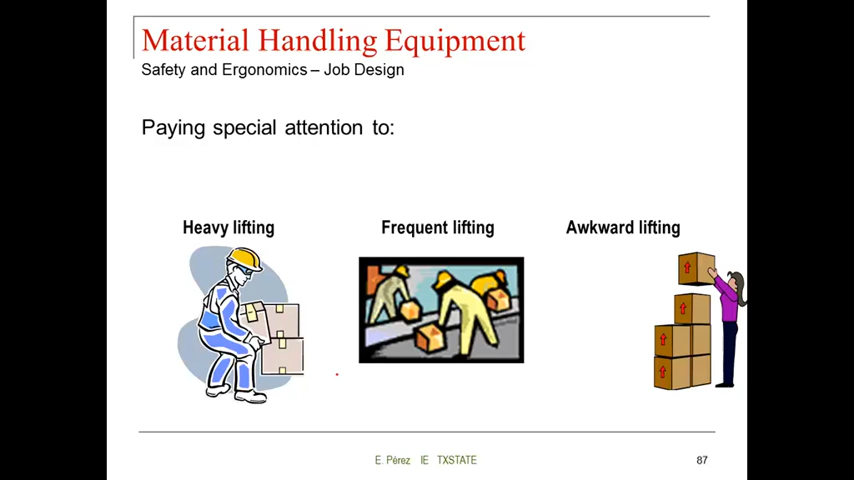 Material Handling Equipment
Safety and Ergonomics – Job Design
Paying special attention to:
Heavy lifting
Frequent lifting
Awkward lifting
E. Pérez IE TXSTATE
87